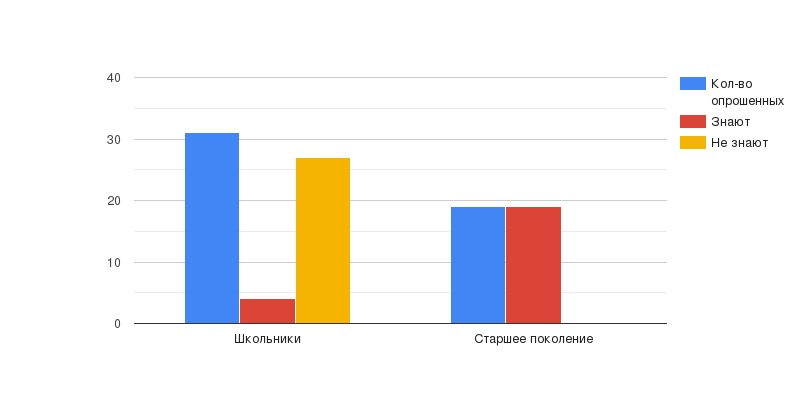 40
30
20
10
0
Школьники
Старшее поколение
Кол-во
опрошенных
Знают
Не знают